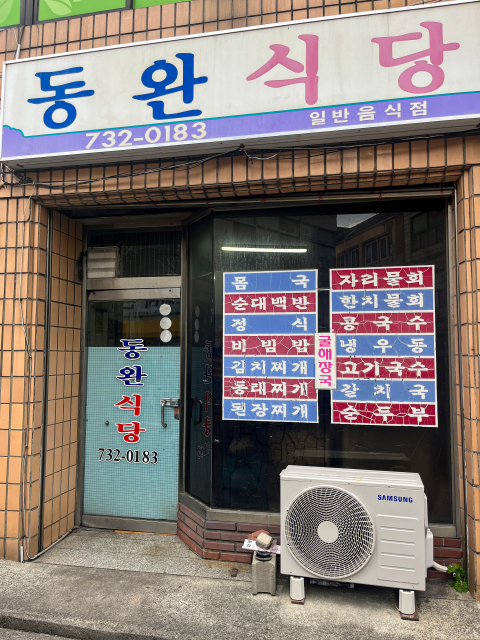 동완식당
732-0183
일반음식점
동완식당
732-0183
몸국
순대백반
정식
비빔밥
김치찌개
동태찌개
된장찌개
굴해장국
자리물회
한치물회
콩국수
냉우동
고기국수
갈치국
순두부
SAMSUNG